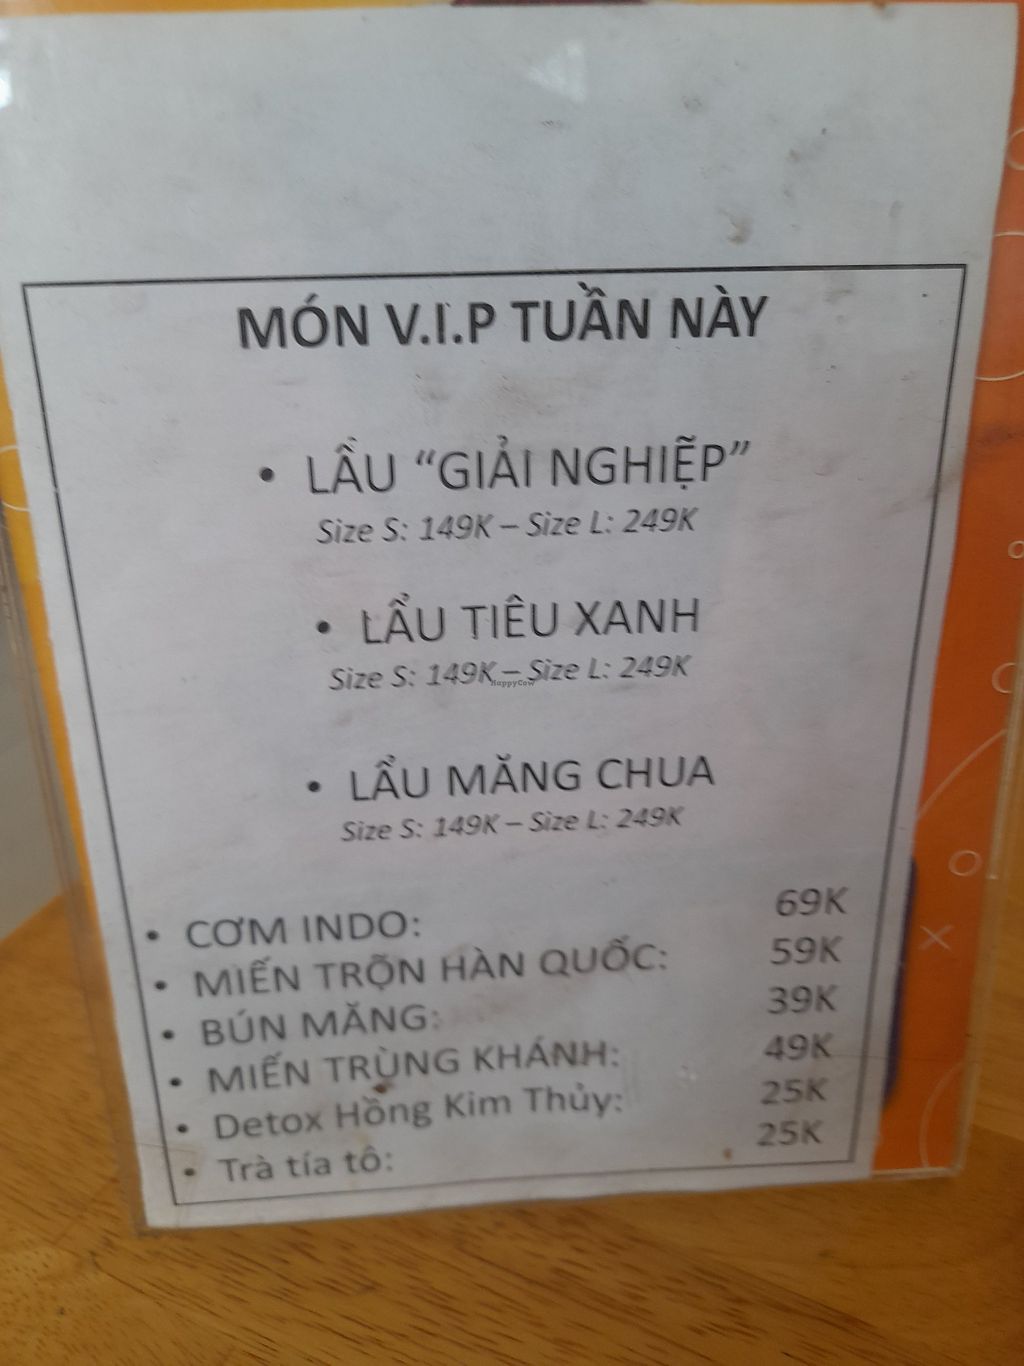 MÓN V.I.P TUẦN NÀY
• LẨU “GIẢI NGHIỆP”
Size S: 149K – Size L: 249K
• LẨU TIÊU XANH
Size S: 149K – Size L: 249K
HappyCow
• LẨU MĂNG CHUA
Size S: 149K – Size L: 249K
• CƠM INDO: 69K
• MIẾN TRỘN HÀN QUỐC: 59K
• BÚN MĂNG: 39K
• MIẾN TRÙNG KHÁNH: 49K
• Detox Hồng Kim Thủy: 25K
• Trà tía tô: 25K